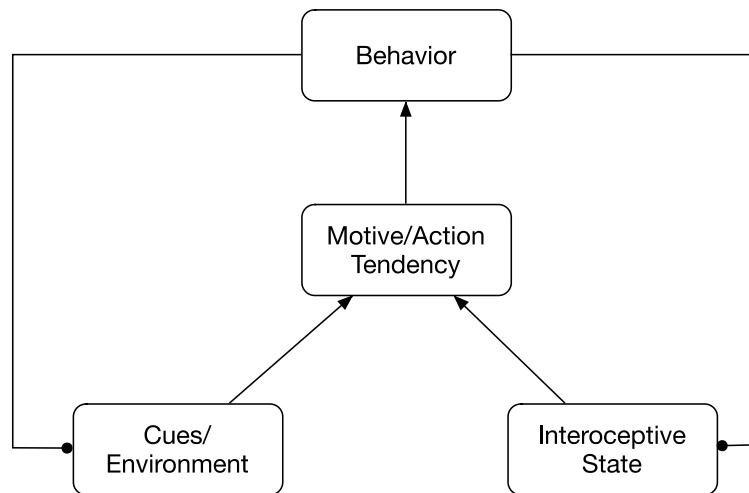 Behavior
Motive/Action
Tendency
Cues/
Environment
Interoceptive
State